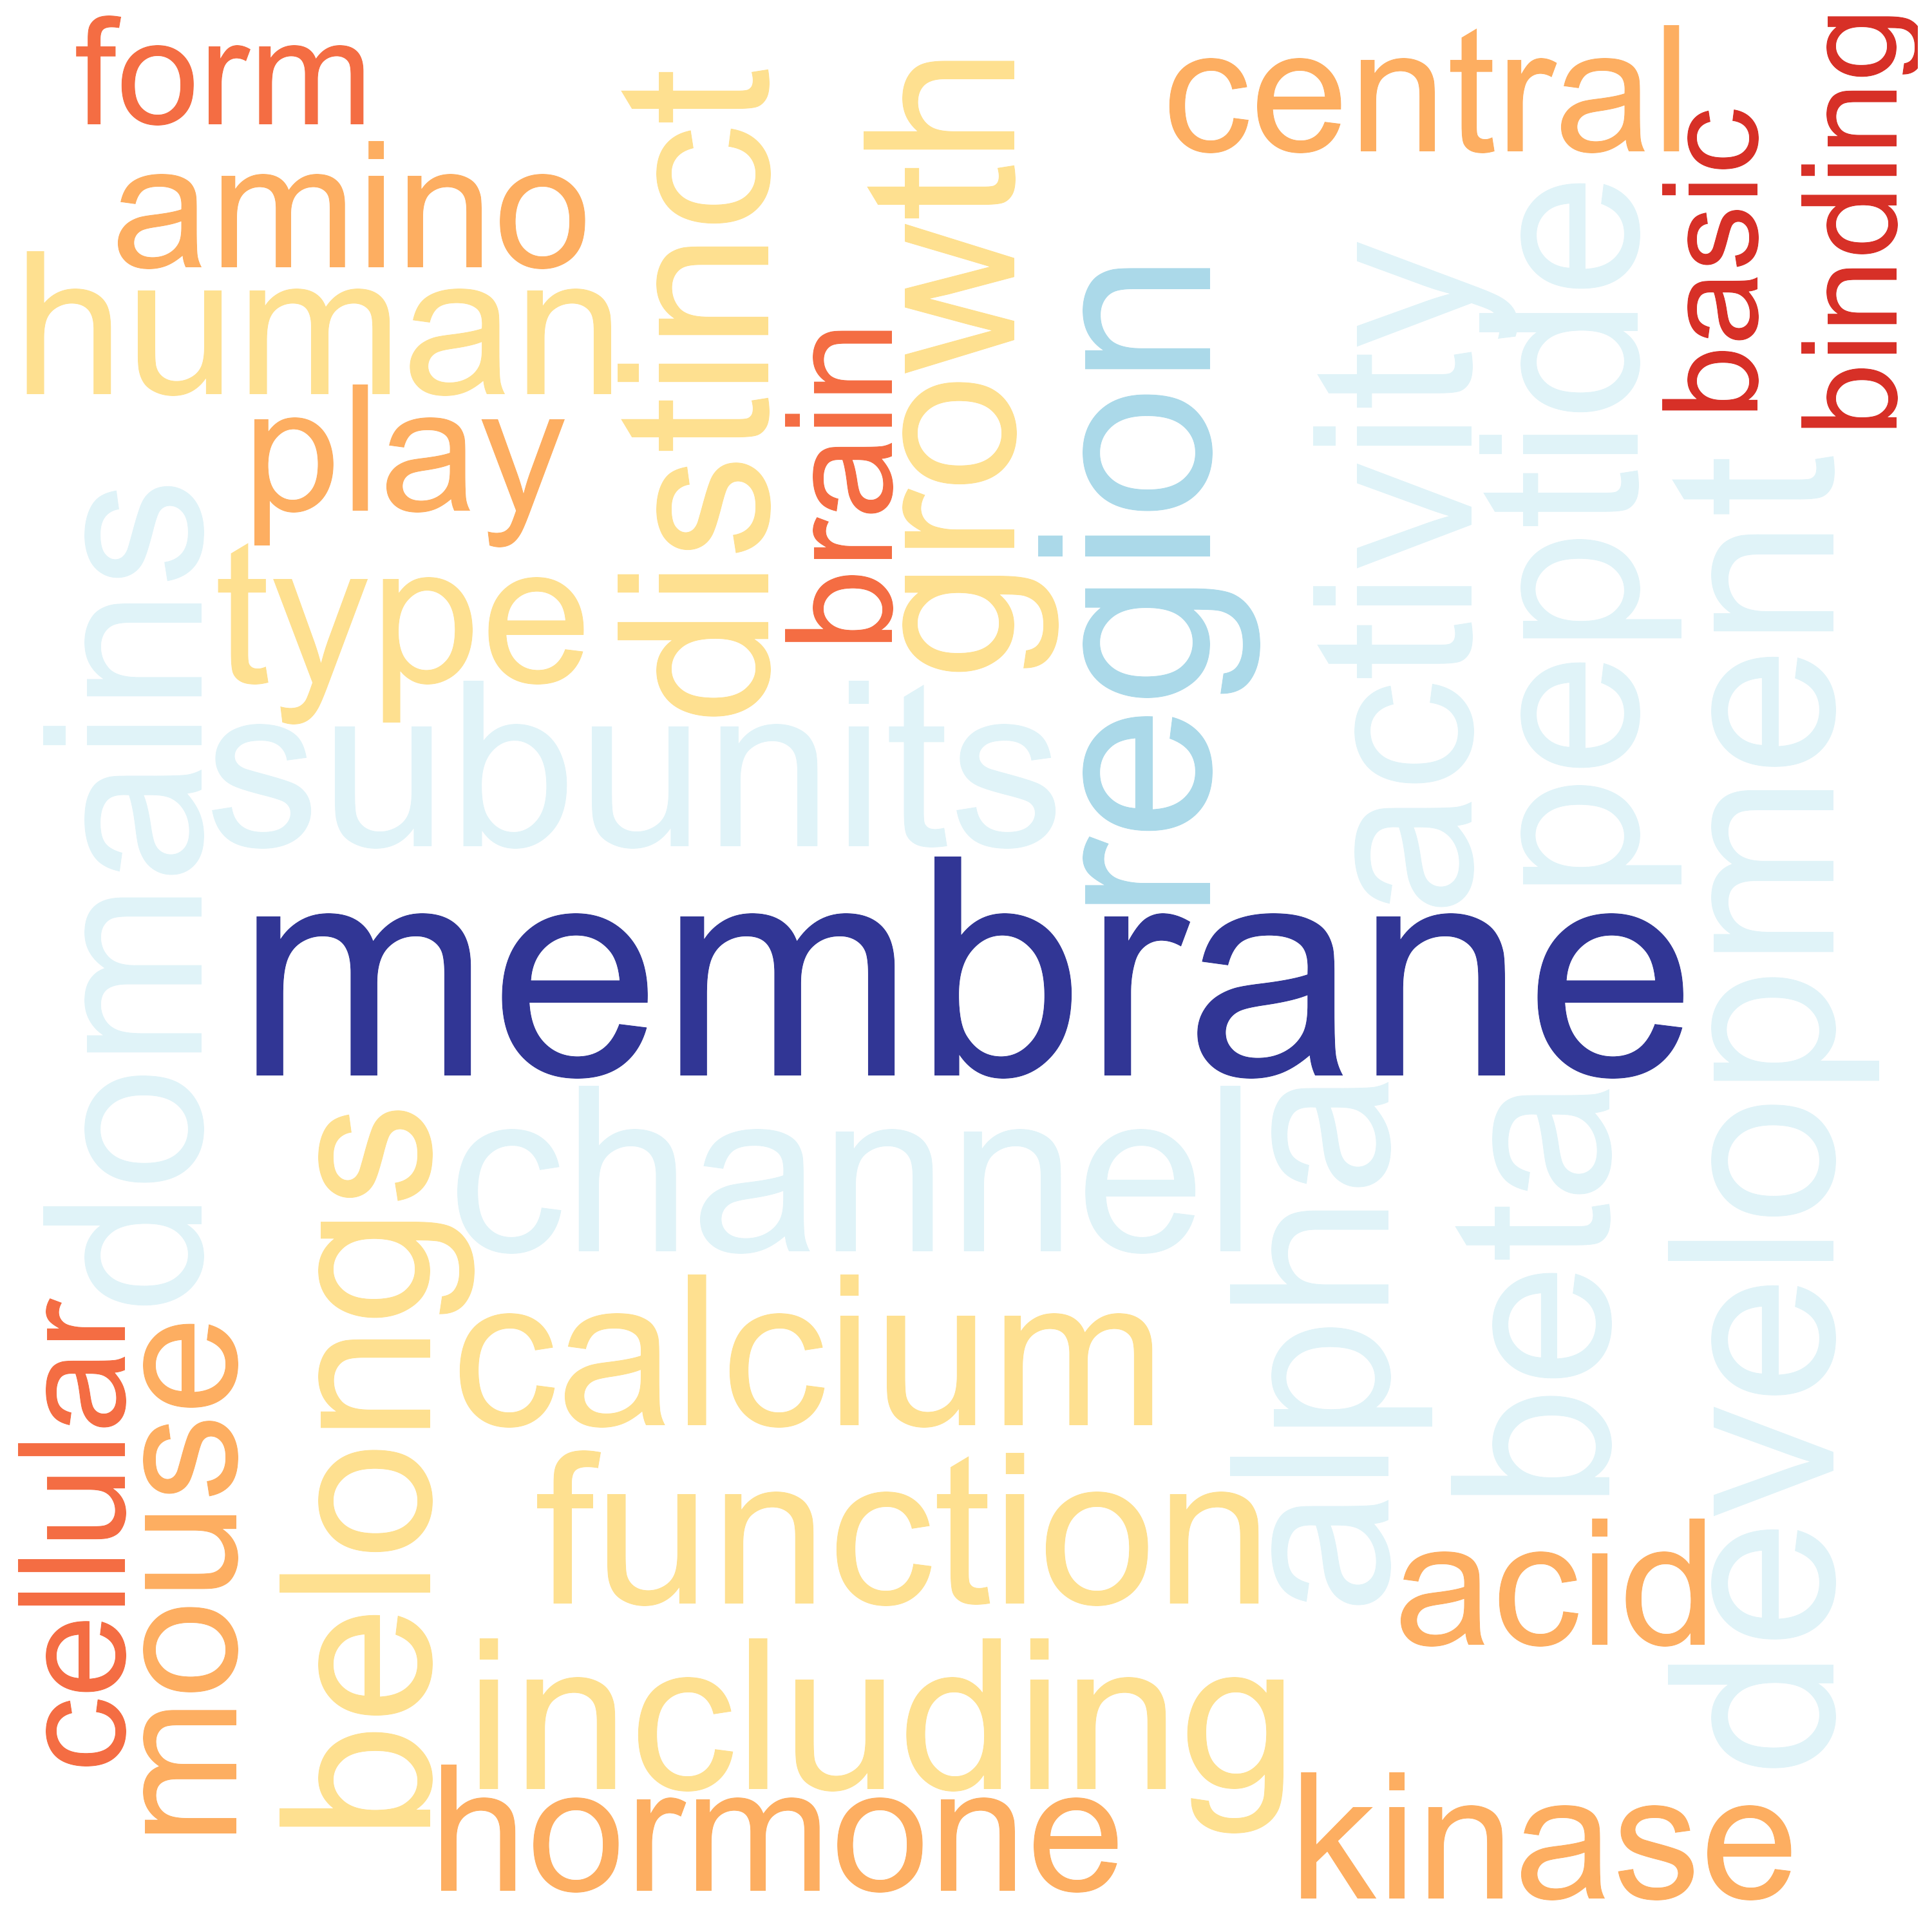 form
central
amino
human
play
type
distinct
brain
growth
region
activity
peptide
basic
binding
domains
subunits
membrane
development
channel
alpha
beta
belongs
calcium
function
cellular
mouse
acid
including
hormone
kinase